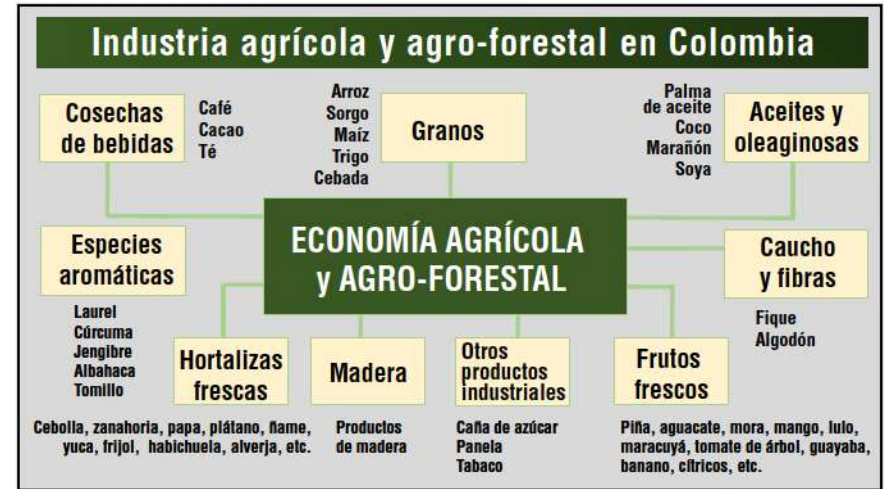 Industria agrícola y agro-forestal en Colombia
Cosechas
de bebidas
Café
Cacao
Té
Arroz
Sorgo
Maíz
Trigo
Cebada
Granos
Palma
de aceite
Coco
Marañón
Soya
Aceites y
oleaginosas
ECONOMÍA AGRÍCOLA
y AGRO-FORESTAL
Especies
aromáticas
Laurel
Cúrcuma
Jengibre
Albahaca
Tomillo
Caucho
y fibras
Fique
Algodón
Hortalizas
frescas
Cebolla, zanahoria, papa, plátano, ñame,
yuca, frijol, habichuela, alverja, etc.
Madera
Productos
de madera
Otros
productos
industriales
Caña de azúcar
Panela
Tabaco
Frutos
frescos
Piña, aguacate, mora, mango, lulo,
maracuyá, tomate de árbol, guayaba,
banano, cítricos, etc.